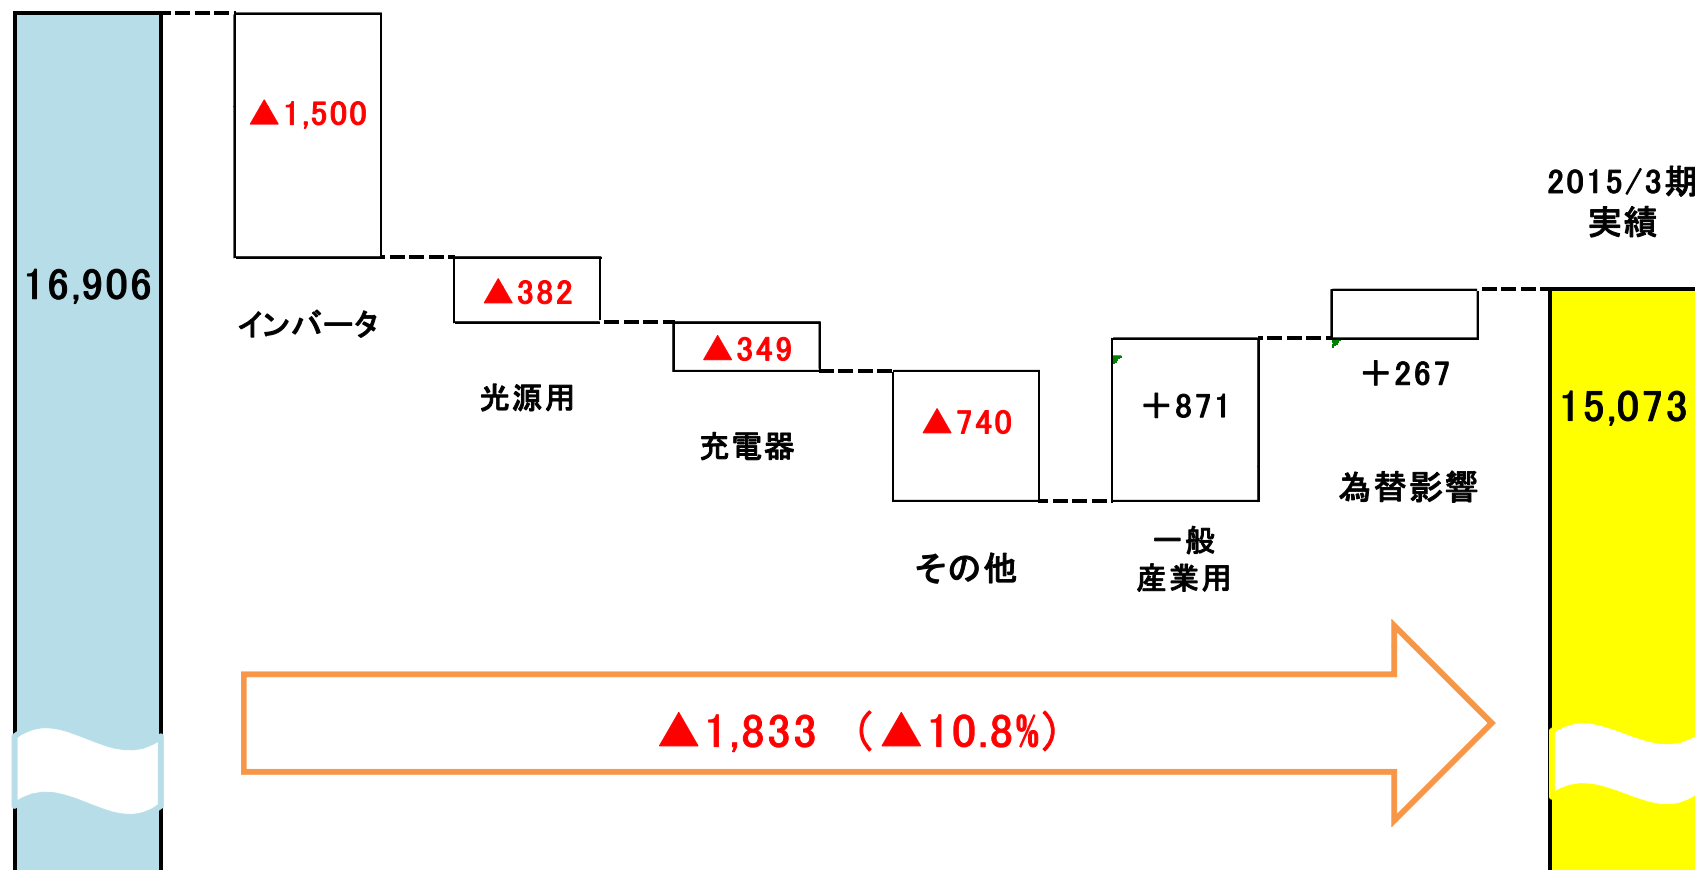 16,906
▲1,500
インバータ
▲382
光源用
▲349
充電器
▲740
その他
＋871
一般
産業用
＋267
為替影響
2015/3期
実績
15,073
▲1,833 （▲10.8%）